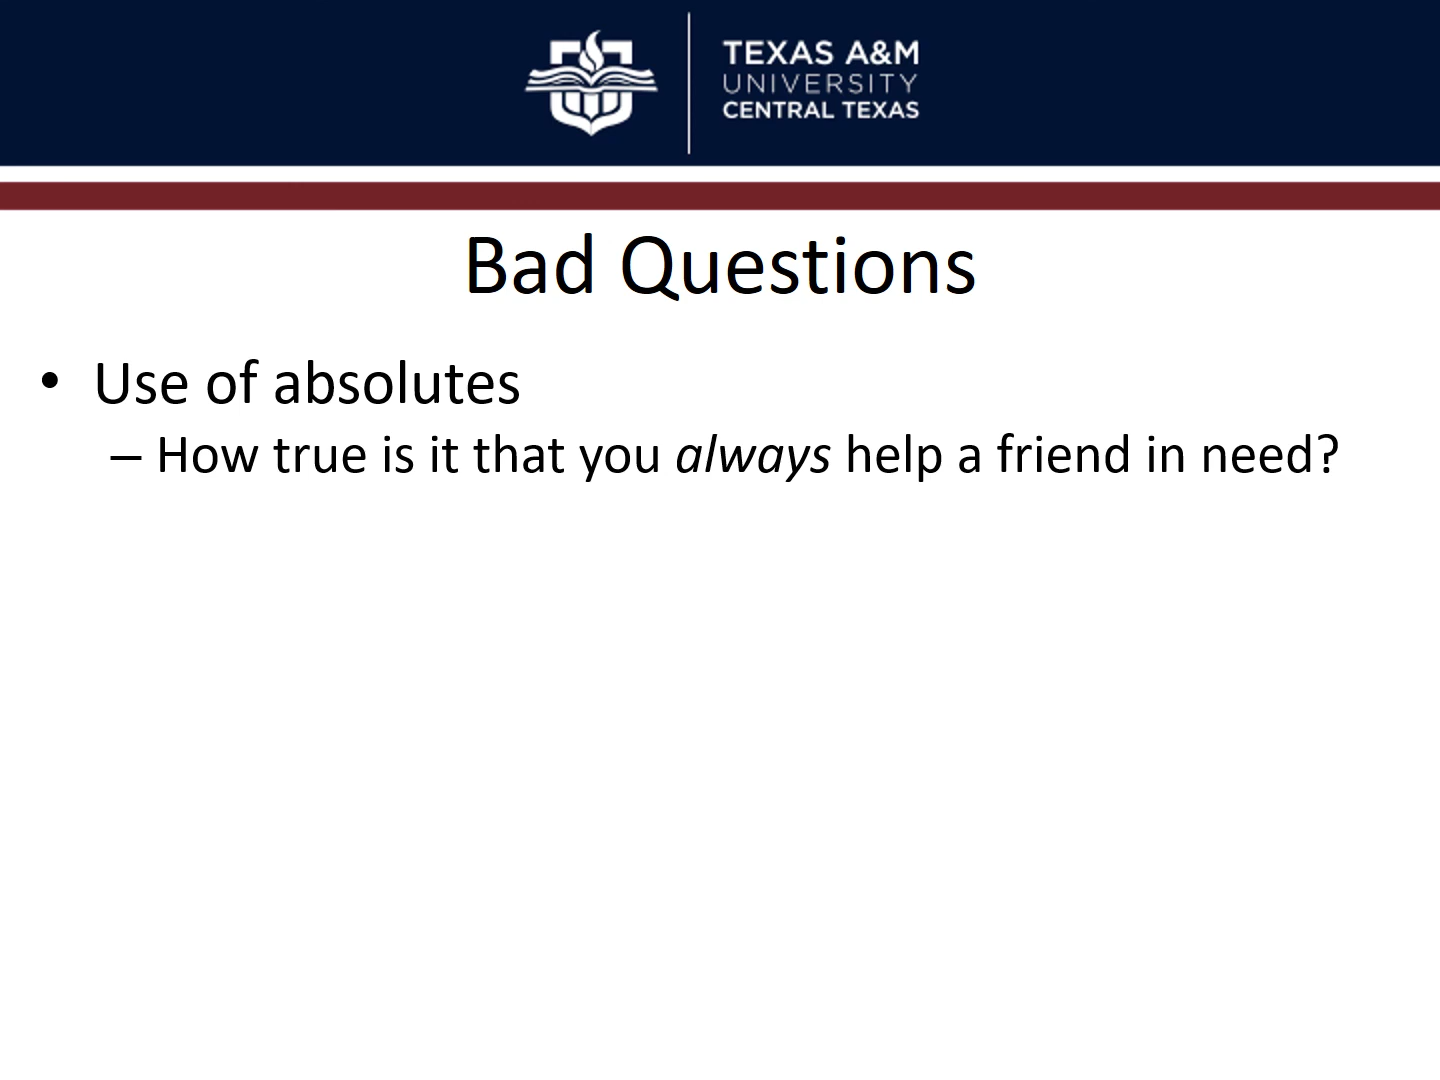 TEXAS A&M
UNIVERSITY
CENTRAL TEXAS
Bad Questions
• Use of absolutes
– How true is it that you always help a friend in need?